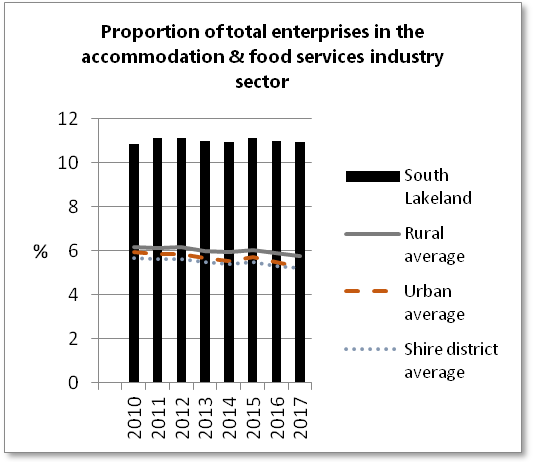 Proportion of total enterprises in the
accommodation & food services industry
sector
12
10
8
6
4
2
0
%
2010
2011
2012
2013
2014
2015
2016
2017
South
Lakeland
Rural
average
Urban
average
Shire district
average